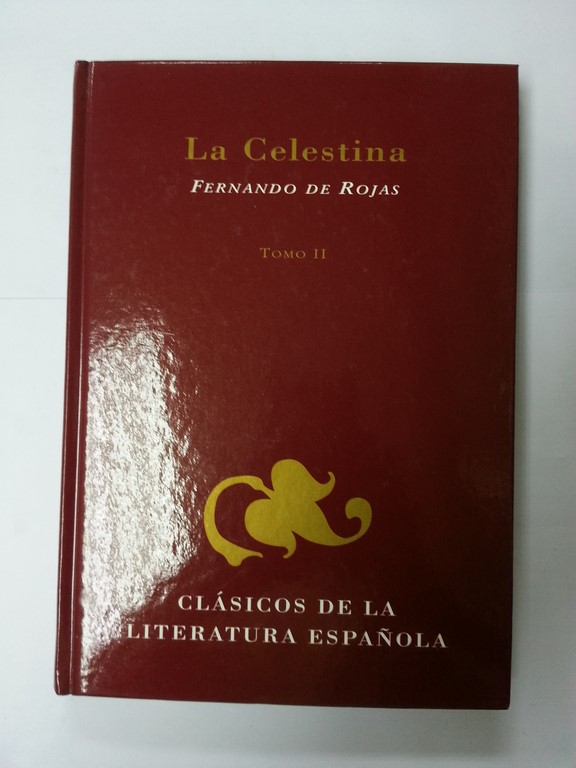 La Celestina
FERNANDO DE ROJAS
TOMO II
CLÁSICOS DE LA
LITERATURA ESPAÑOLA